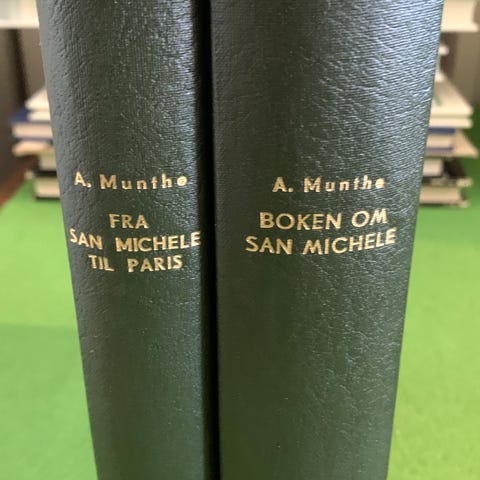 A. Munthe
FRA
SAN MICHELE
TIL PARIS
A. Munthe
BOKEN OM
SAN MICHELE